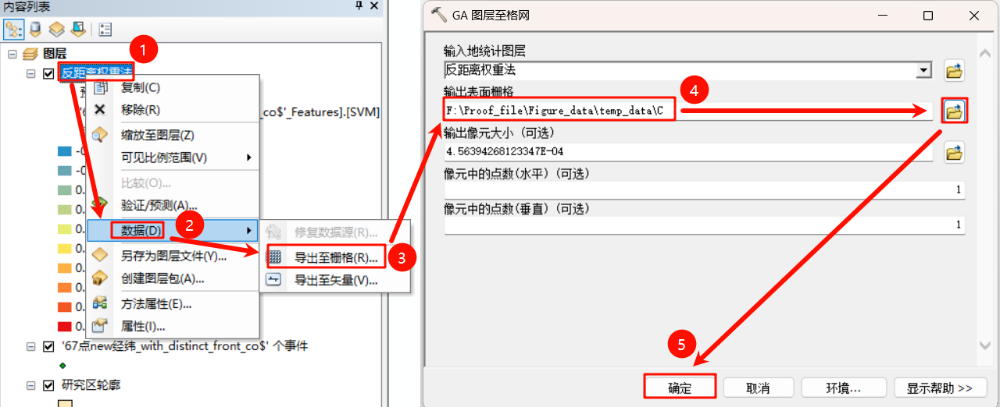 内容列表
图层
反距离权重法
复制(C)
移除(R)
co$'_Features].[SVM]
缩放至图层(Z)
可见比例范围(V)
比较(O)...
验证/预测(A)...
数据(D)
另存为图层文件(Y)...
创建图层包(A)...
方法属性(E)...
属性(I)...
修复数据源(R)...
导出至栅格(R)...
导出至矢量(V)...
-0
-0
0.
0.
0.
0.
0.
0.
0.
0.
'67点new经纬_with_distinct_front_co$' 个事件
研究区轮廓
1
2
3
GA 图层至格网
输入地统计图层
反距离权重法
输出表面栅格
4
F:\Proof_file\Figure_data\temp_data\C
输出像元大小 (可选)
4.56394268123347E-04
像元中的点数(水平) (可选)
1
像元中的点数(垂直) (可选)
1
5
确定
取消
环境...
显示帮助 >>